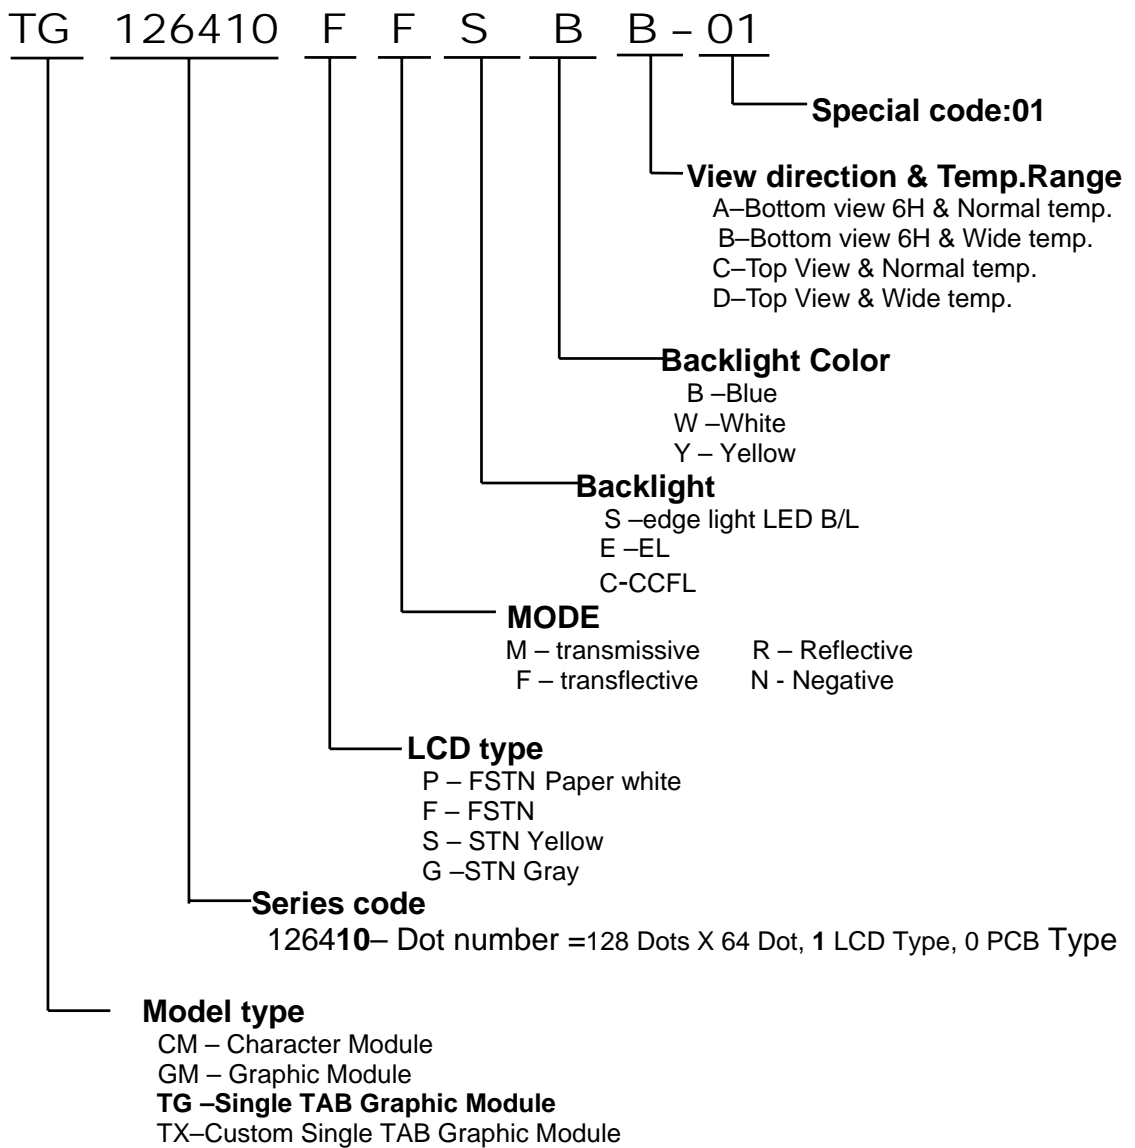 TG 126410 F F S B B – 01
Special code:01
View direction & Temp.Range
A–Bottom view 6H & Normal temp.
B–Bottom view 6H & Wide temp.
C–Top View & Normal temp.
D–Top View & Wide temp.
Backlight Color
B –Blue
W –White
Y – Yellow
Backlight
S –edge light LED B/L
E –EL
C-CCFL
MODE
M – transmissive R – Reflective
F – transflective N - Negative
LCD type
P – FSTN Paper white
F – FSTN
S – STN Yellow
G –STN Gray
Series code
126410– Dot number =128 Dots X 64 Dot, 1 LCD Type, 0 PCB Type
Model type
CM – Character Module
GM – Graphic Module
TG –Single TAB Graphic Module
TX–Custom Single TAB Graphic Module